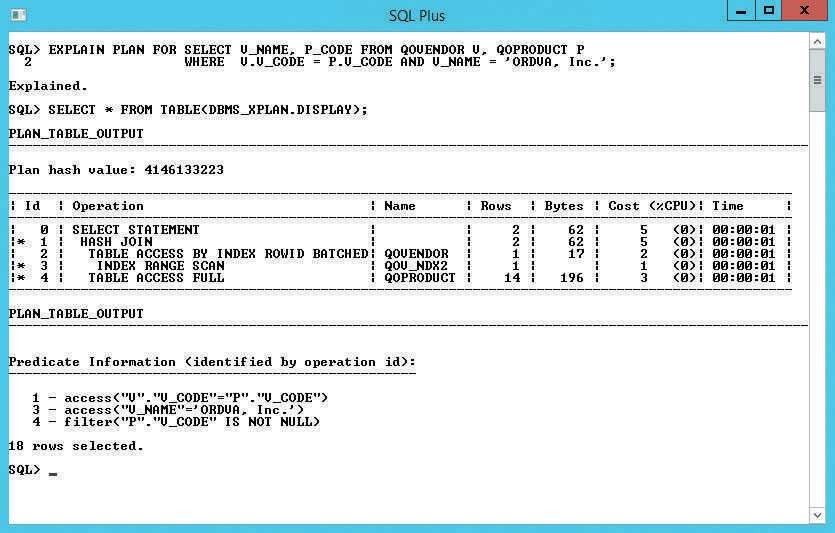 SQL Plus
SQL> EXPLAIN PLAN FOR SELECT V_NAME, P_CODE FROM QOVENDOR V, QOPRODUCT P
2 WHERE V.V_CODE = P.V_CODE AND V_NAME = 'ORDVA, Inc.';
Explained.
SQL> SELECT * FROM TABLE(DBMS_XPLAN.DISPLAY);
PLAN_TABLE_OUTPUT
Plan hash value: 4146133223
| Id | Operation | Name | Rows | Bytes | Cost (%CPU)| Time |
| 0 | SELECT STATEMENT | | 2 | 62 | 5 (0)| 00:00:01 |
|* 1 | HASH JOIN | | 2 | 62 | 5 (0)| 00:00:01 |
| 2 | TABLE ACCESS BY INDEX ROWID BATCHED| QOVENDOR | 1 | 17 | 2 (0)| 00:00:01 |
|* 3 | INDEX RANGE SCAN | QOV_NDX2 | 1 | | 1 (0)| 00:00:01 |
|* 4 | TABLE ACCESS FULL | QOPRODUCT | 14 | 196 | 3 (0)| 00:00:01 |
PLAN_TABLE_OUTPUT
Predicate Information (identified by operation id):
1 - access("V"."V_CODE"="P"."V_CODE")
3 - access("V_NAME"='ORDVA, Inc.')
4 - filter("P"."V_CODE" IS NOT NULL)
18 rows selected.
SQL> _